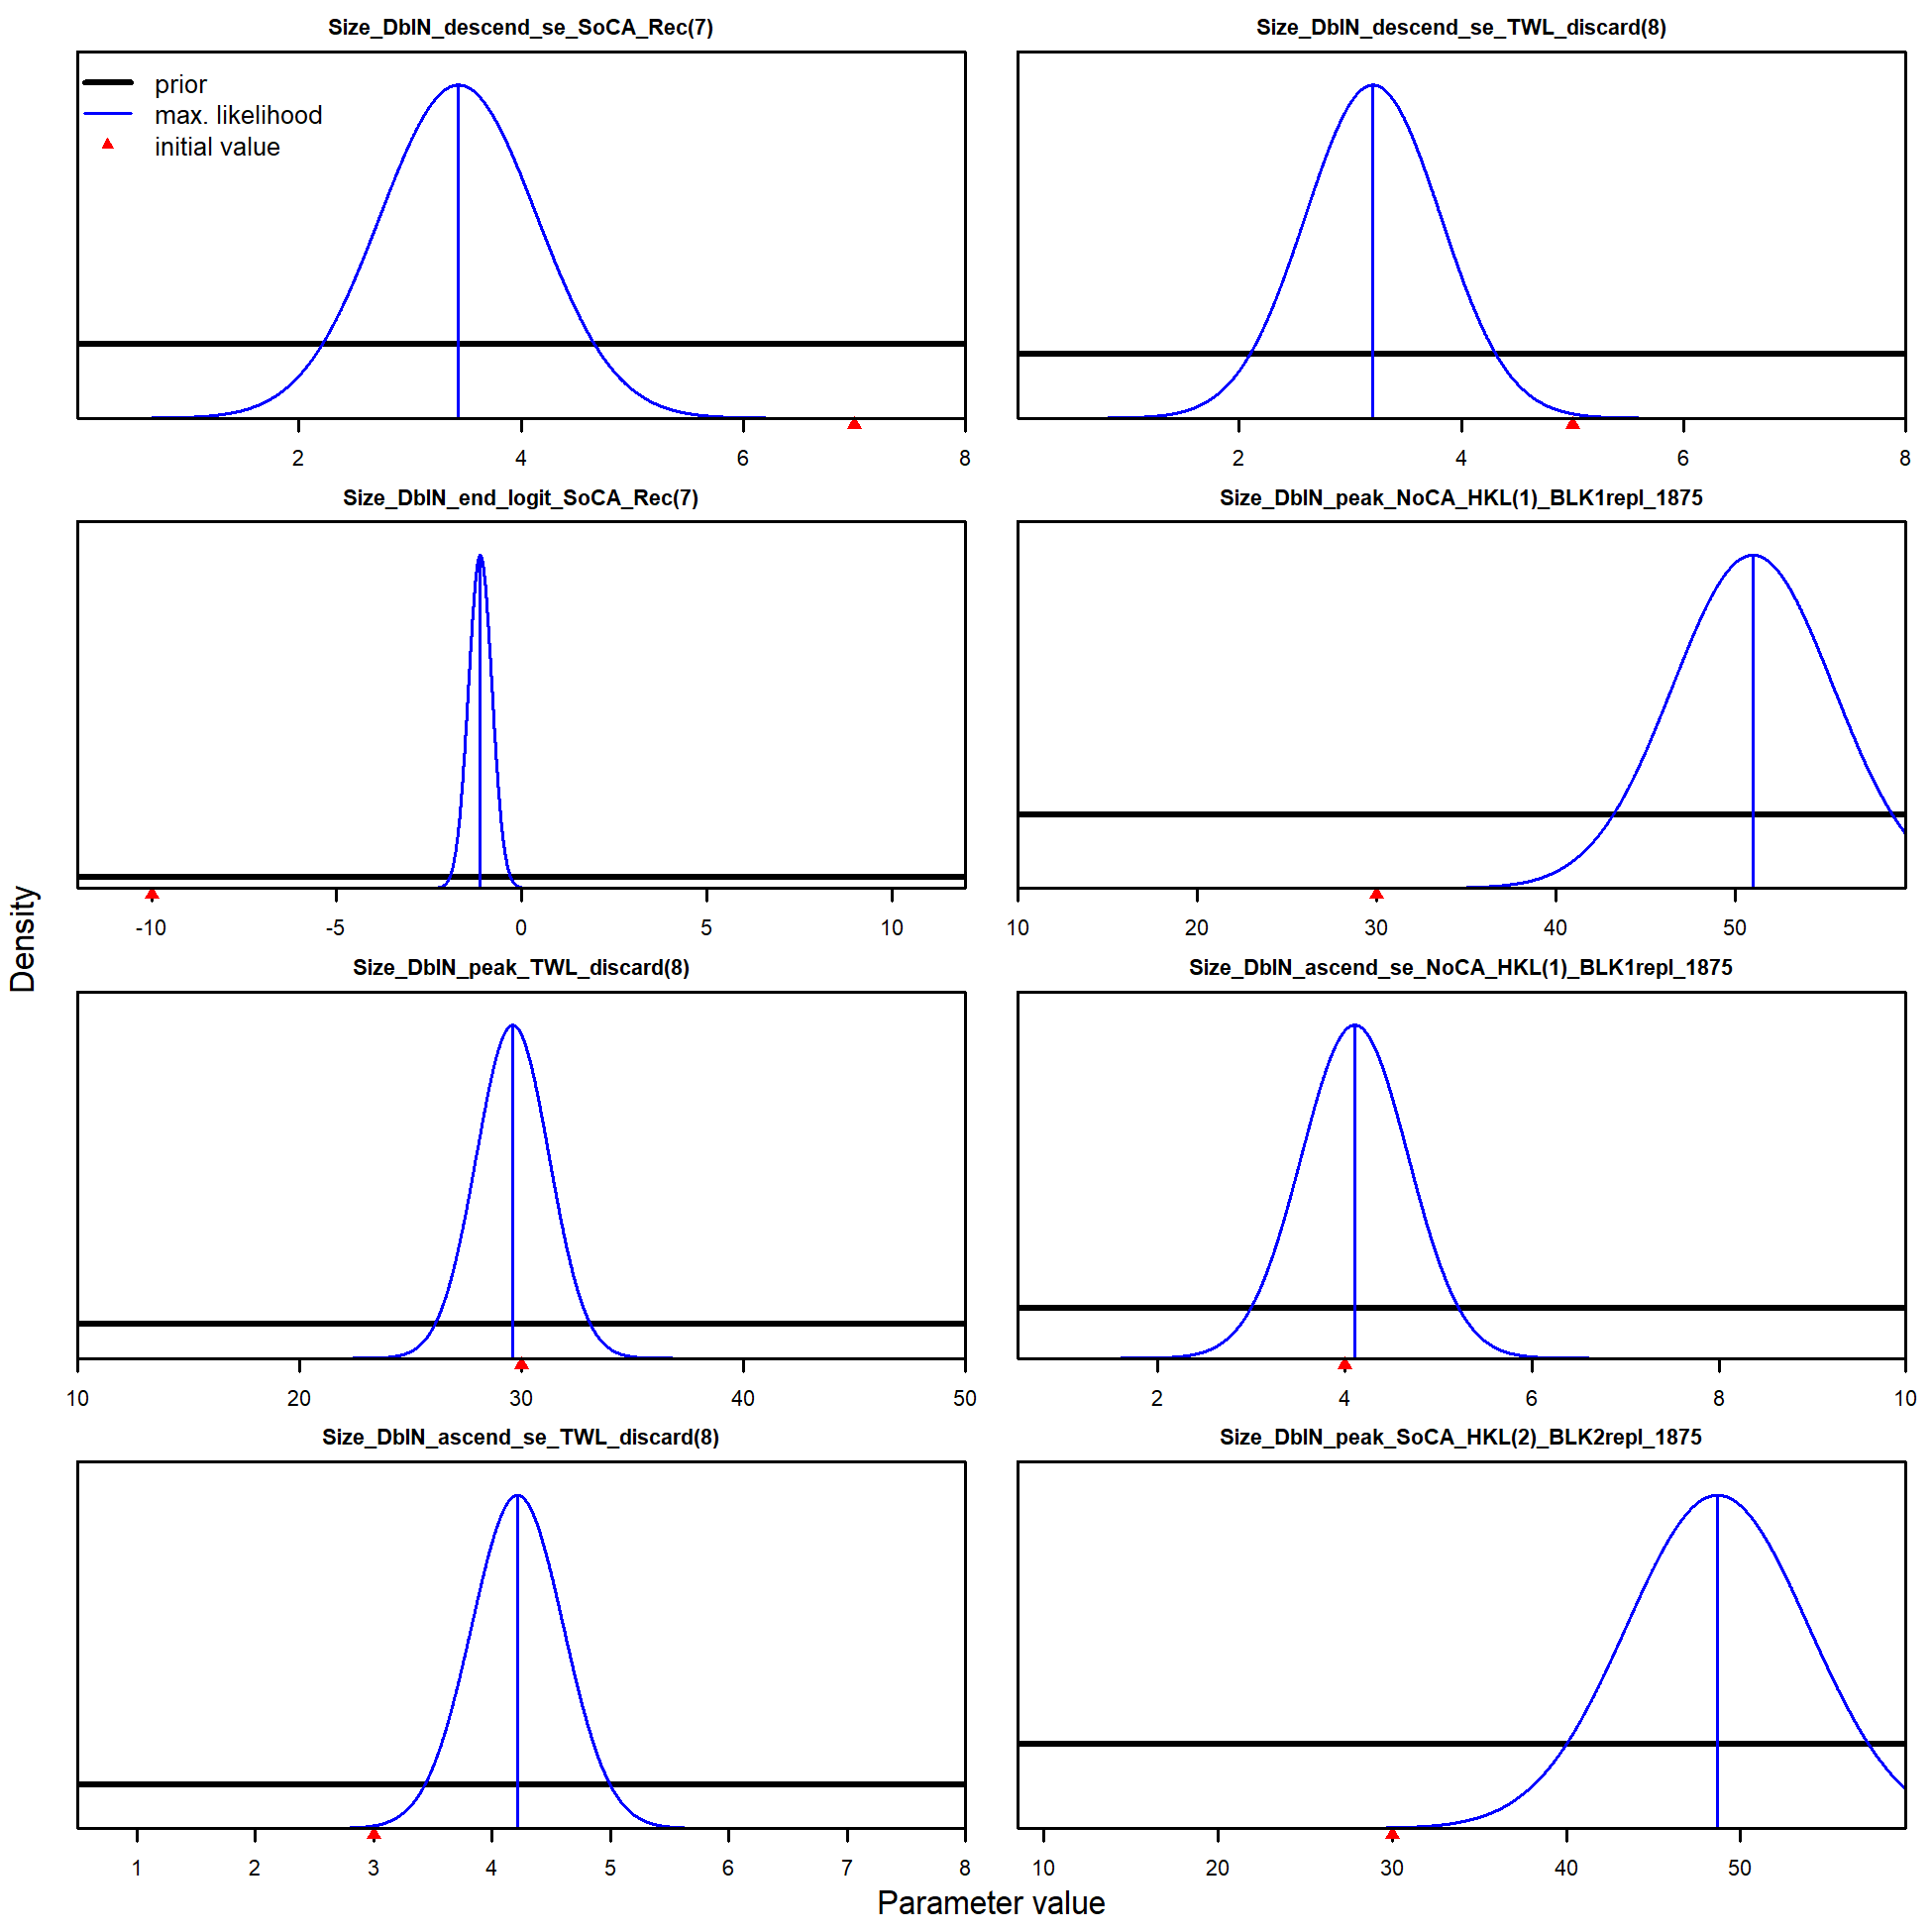 Size_DblN_descend_se_SoCA_Rec(7)
prior
max. likelihood
initial value
2 4 6 8
Size_DblN_descend_se_TWL_discard(8)
2 4 6 8
Size_DblN_end_logit_SoCA_Rec(7)
-10 -5 0 5 10
Size_DblN_peak_NoCA_HKL(1)_BLK1repl_1875
10 20 30 40 50
Size_DblN_peak_TWL_discard(8)
10 20 30 40 50
Size_DblN_ascend_se_NoCA_HKL(1)_BLK1repl_1875
2 4 6 8 10
Size_DblN_ascend_se_TWL_discard(8)
1 2 3 4 5 6 7 8
Size_DblN_peak_SoCA_HKL(2)_BLK2repl_1875
10 20 30 40 50
Density
Parameter value